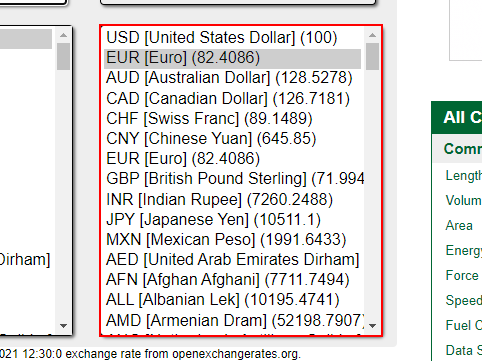 USD [United States Dollar] (100)
EUR [Euro] (82.4086)
AUD [Australian Dollar] (128.5278)
CAD [Canadian Dollar] (126.7181)
CHF [Swiss Franc] (89.1489)
CNY [Chinese Yuan] (645.85)
EUR [Euro] (82.4086)
GBP [British Pound Sterling] (71.994
INR [Indian Rupee] (7260.2488)
JPY [Japanese Yen] (10511.1)
MXN [Mexican Peso] (1991.6433)
AED [United Arab Emirates Dirham]
AFN [Afghan Afghani] (7711.7494)
ALL [Albanian Lek] (10195.4741)
AMD [Armenian Dram] (52198.7907
Dirham]
021 12:30:0 exchange rate from openexchangerates.org.
All C
Comm
Length
Volum
Area
Energy
Force
Speed
Fuel C
Data S